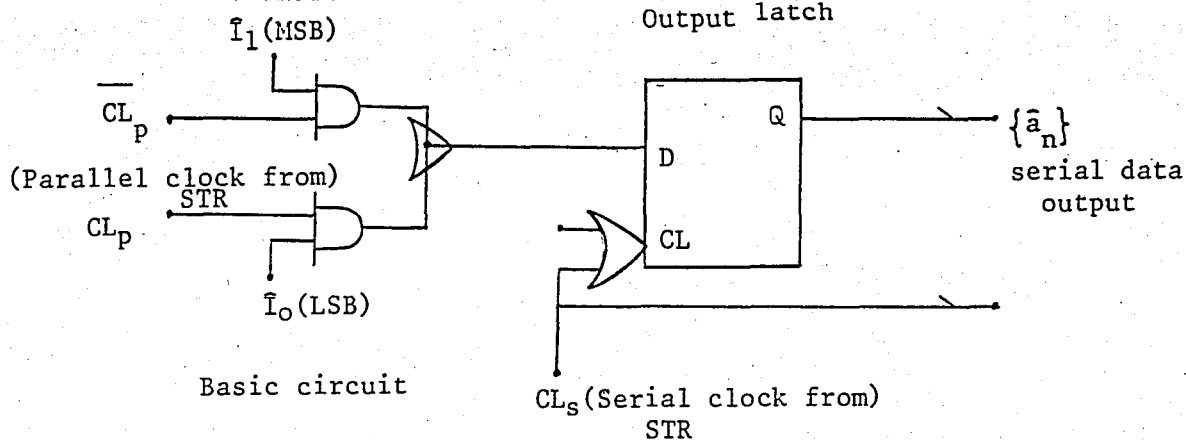 Output latch
Î₁(MSB)
C̅L̅ₚ
Q
{âₙ}
D
(Parallel clock from)
STR
serial data
output
CLₚ
CL
Î₀(LSB)
Basic circuit
CLₛ(Serial clock from)
STR